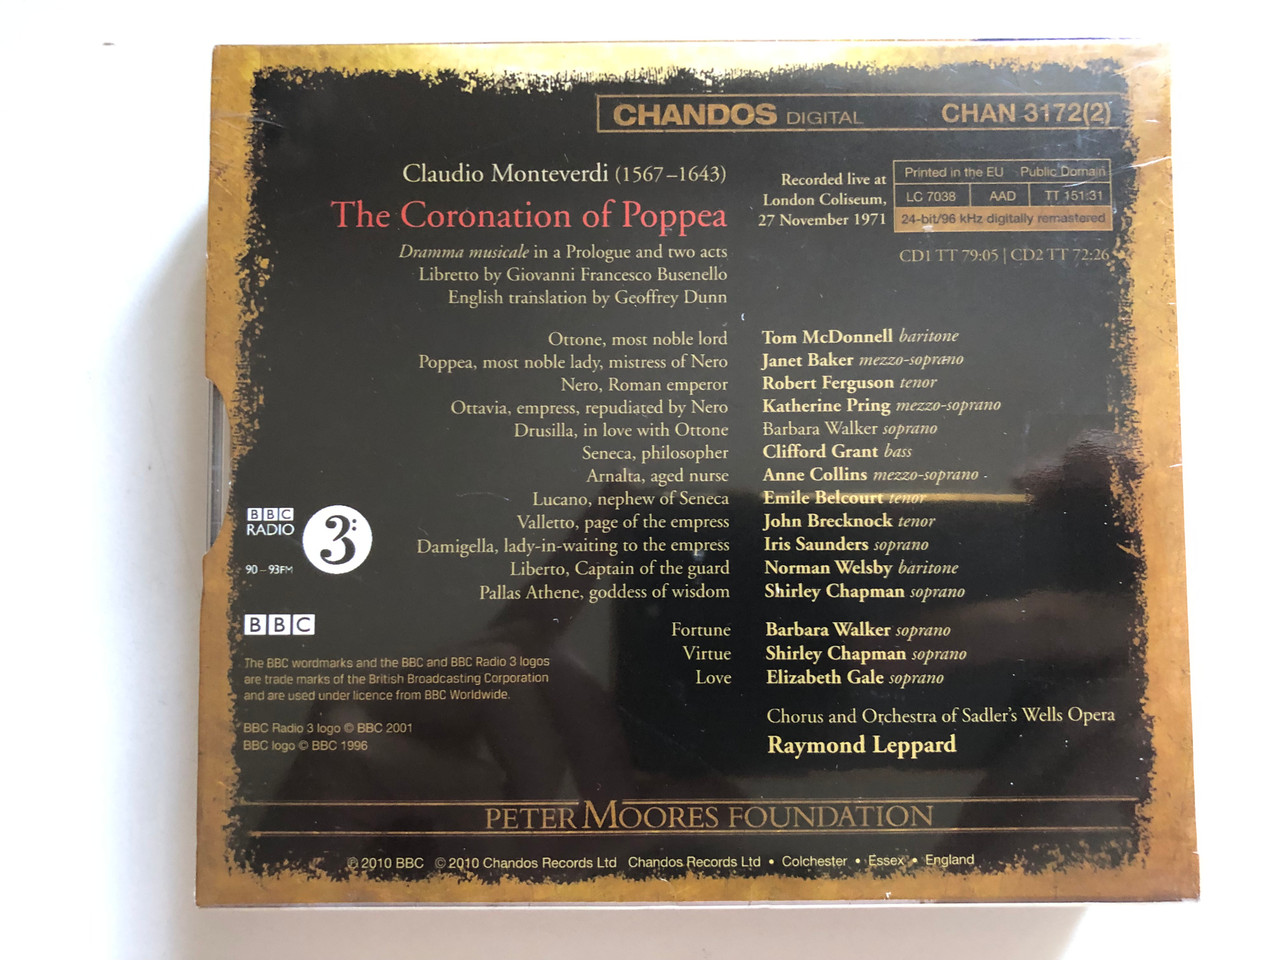 CHANDOS DIGITAL CHAN 3172(2)
Claudio Monteverdi (1567–1643)
The Coronation of Poppea
Dramma musicale in a Prologue and two acts
Libretto by Giovanni Francesco Busenello
English translation by Geoffrey Dunn
Recorded live at
London Coliseum,
27 November 1971
Printed in the EU Public Domain
LC 7038 AAD TT 151:31
24-bit/96 kHz digitally remastered
CD1 TT 79:05 | CD2 TT 72:26
Ottone, most noble lord Tom McDonnell baritone
Poppea, most noble lady, mistress of Nero Janet Baker mezzo-soprano
Nero, Roman emperor Robert Ferguson tenor
Ottavia, empress, repudiated by Nero Katherine Pring mezzo-soprano
Drusilla, in love with Ottone Barbara Walker soprano
Seneca, philosopher Clifford Grant bass
Arnalta, aged nurse Anne Collins mezzo-soprano
Lucano, nephew of Seneca Emile Belcourt tenor
Valletto, page of the empress John Brecknock tenor
Damigella, lady-in-waiting to the empress Iris Saunders soprano
Liberto, Captain of the guard Norman Welsby baritone
Pallas Athene, goddess of wisdom Shirley Chapman soprano
Fortune Barbara Walker soprano
Virtue Shirley Chapman soprano
Love Elizabeth Gale soprano
Chorus and Orchestra of Sadler's Wells Opera
Raymond Leppard
BBC
RADIO 3
90–93FM
BBC
The BBC wordmarks and the BBC and BBC Radio 3 logos
are trade marks of the British Broadcasting Corporation
and are used under licence from BBC Worldwide.
BBC Radio 3 logo © BBC 2001
BBC logo © BBC 1996
PETER MOORES FOUNDATION
℗ 2010 BBC © 2010 Chandos Records Ltd Chandos Records Ltd • Colchester • Essex • England